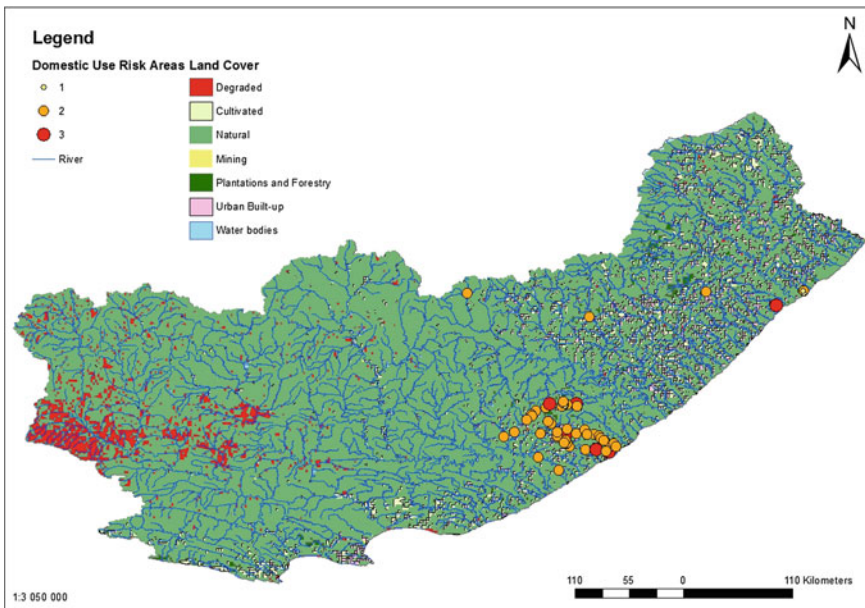 Legend
N
Domestic Use Risk Areas Land Cover
1
2
3
River
Degraded
Cultivated
Natural
Mining
Plantations and Forestry
Urban Built-up
Water bodies
1:3 050 000
110 55 0 110 Kilometers